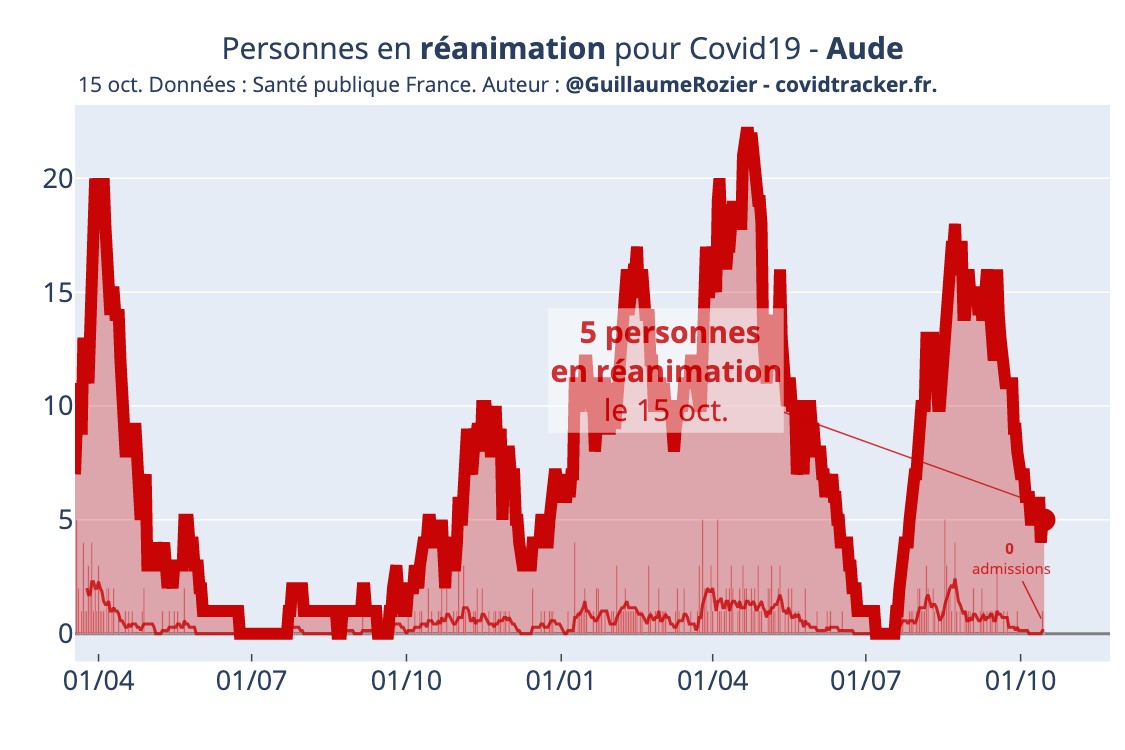 Personnes en réanimation pour Covid19 - Aude
15 oct. Données : Santé publique France. Auteur : @GuillaumeRozier - covidtracker.fr.
20
15
10
5
0
5 personnes
en réanimation
le 15 oct.
0
admissions
01/04
01/07
01/10
01/01
01/04
01/07
01/10